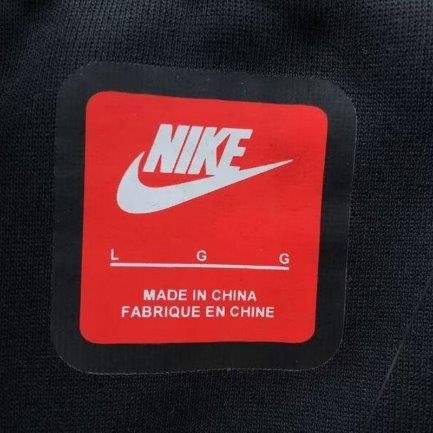 NIKE
L G G
MADE IN CHINA
FABRIQUE EN CHINE